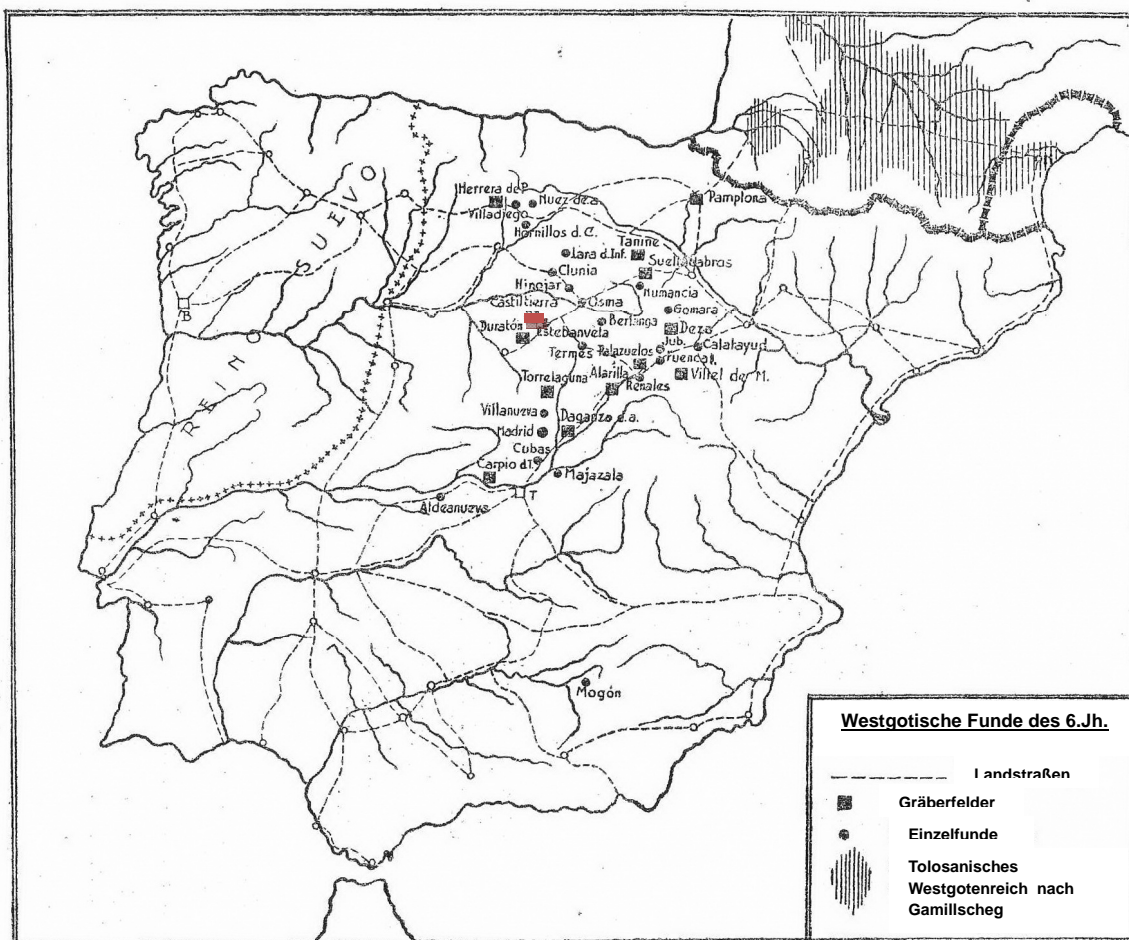 SUEVO
REINO
B
Herrera de P.
Nuez de a.
Villadiego
Hornillos d. C.
Pamplona
Lara d. Inf.
Taniñe
Suellacabras
Clunia
Hinojar
Numancia
Castiltierra
Osma
Gomara
Duratón
Estebanvela
Berlanga
Deza
Jub.
Calatayud
Termes
Palazuelos
Fuencal.
Alarilla
Villel de M.
Torrelaguna
Renales
Villanueva
Daganzo d.a.
Madrid
Cubas
Carpio d T.
Majazala
T
Aldeanueva
Mogón
Westgotische Funde des 6.Jh.
Landstraßen
Gräberfelder
Einzelfunde
Tolosanisches
Westgotenreich nach
Gamillscheg